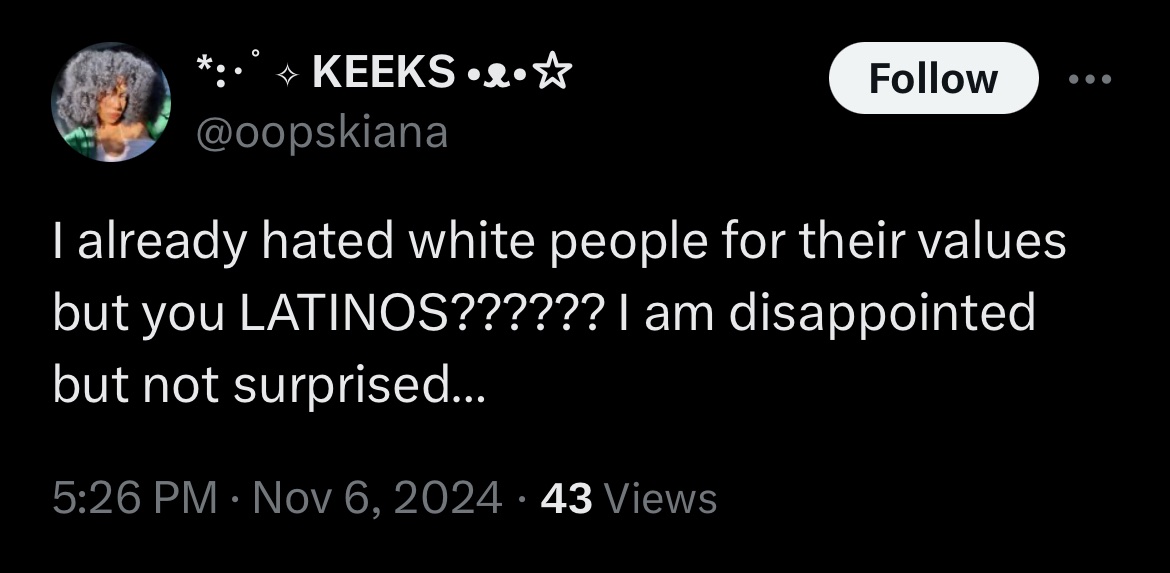 *:·˚ ✧ KEEKS •ᴥ•☆
Follow
@oopskiana
I already hated white people for their values
but you LATINOS?????? I am disappointed
but not surprised...
5:26 PM · Nov 6, 2024 · 43 Views